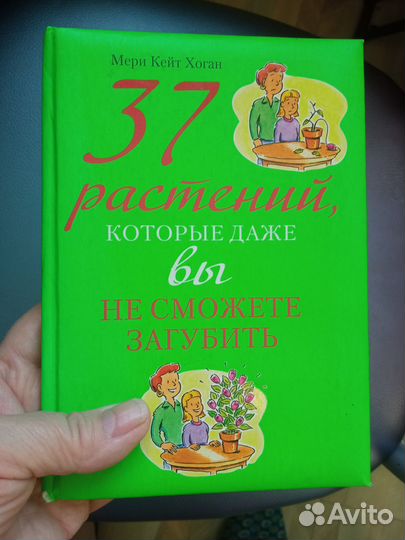 Мери Кейт Хоган
37
растений,
КОТОРЫЕ ДАЖЕ
вы
НЕ СМОЖЕТЕ
ЗАГУБИТЬ
Avito